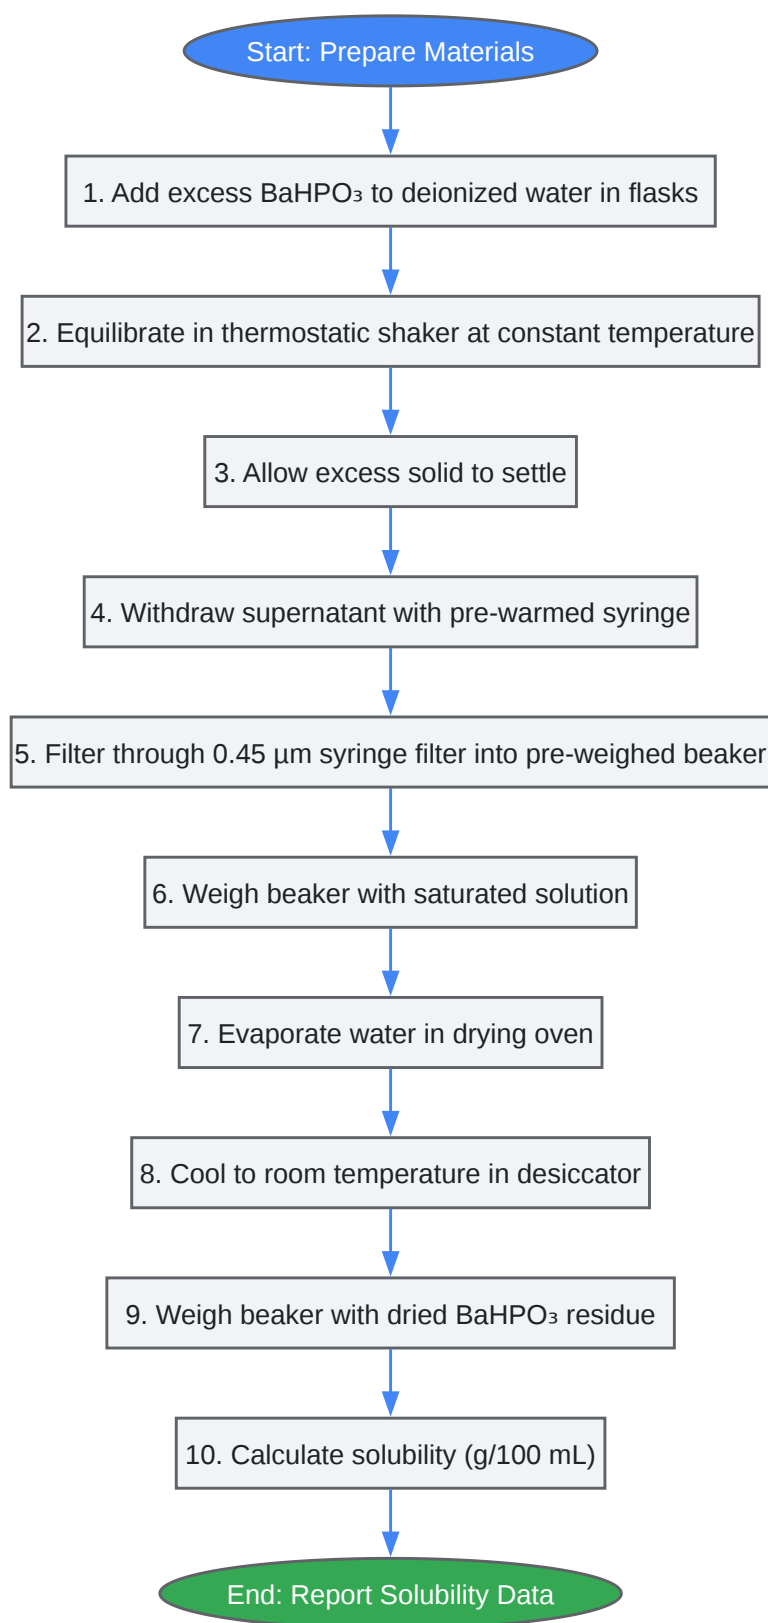 Start: Prepare Materials
1. Add excess BaHPO₃ to deionized water in flasks
2. Equilibrate in thermostatic shaker at constant temperature
3. Allow excess solid to settle
4. Withdraw supernatant with pre-warmed syringe
5. Filter through 0.45 µm syringe filter into pre-weighed beaker
6. Weigh beaker with saturated solution
7. Evaporate water in drying oven
8. Cool to room temperature in desiccator
9. Weigh beaker with dried BaHPO₃ residue
10. Calculate solubility (g/100 mL)
End: Report Solubility Data